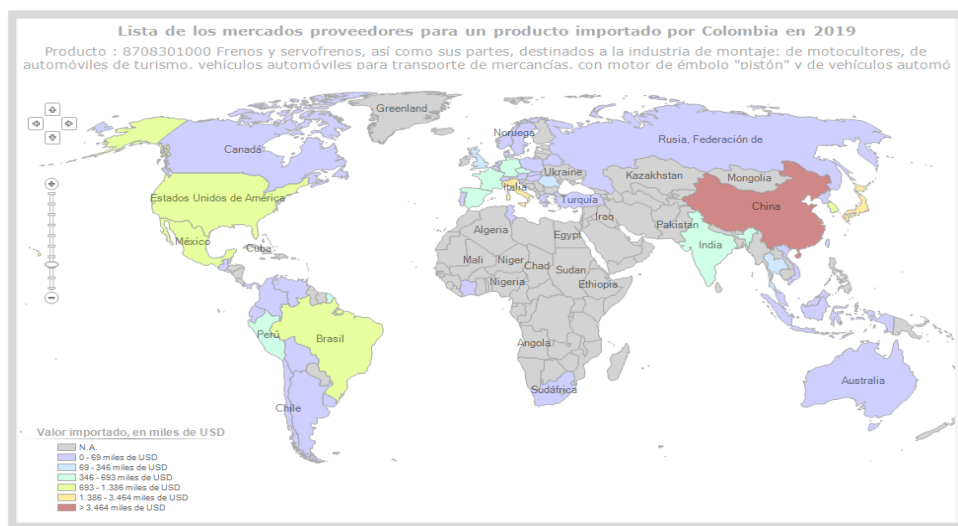 Lista de los mercados proveedores para un producto importado por Colombia en 2019
Producto : 8708301000 Frenos y servofrenos, así como sus partes, destinados a la industria de montaje: de motocultores, de
automóviles de turismo, vehículos automóviles para transporte de mercancías, con motor de émbolo "pistón" y de vehículos automó
Greenland
Noruega
Rusia, Federación de
Canadá
Ukraine
Kazakhstan
Mongolia
Italia
Estados Unidos de América
Turquía
China
Iraq
Pakistan
Algeria
Egypt
México
Cuba
India
Mali
Niger
Chad
Sudan
Nigeria
Ethiopia
Perú
Brasil
Angola
Australia
Sudáfrica
Chile
Valor importado, en miles de USD
N.A.
0 - 69 miles de USD
69 - 346 miles de USD
346 - 693 miles de USD
693 - 1.386 miles de USD
1.386 - 3.464 miles de USD
> 3.464 miles de USD